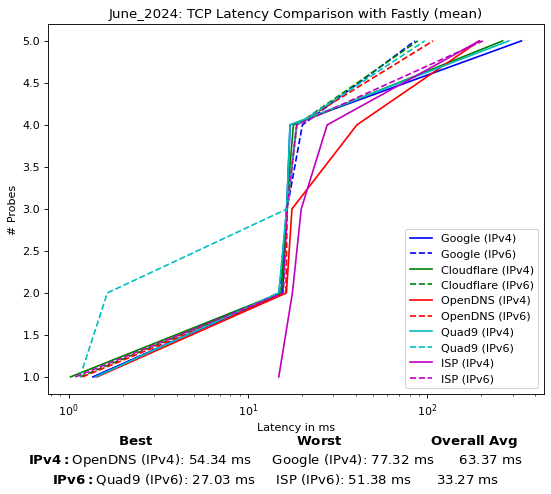 June_2024: TCP Latency Comparison with Fastly (mean)
# Probes
5.0
4.5
4.0
3.5
3.0
2.5
2.0
1.5
1.0
Google (IPv4)
Google (IPv6)
Cloudflare (IPv4)
Cloudflare (IPv6)
OpenDNS (IPv4)
OpenDNS (IPv6)
Quad9 (IPv4)
Quad9 (IPv6)
ISP (IPv4)
ISP (IPv6)
10⁰ 10¹ 10²
Latency in ms
Best Worst Overall Avg
IPv4: OpenDNS (IPv4): 54.34 ms Google (IPv4): 77.32 ms 63.37 ms
IPv6: Quad9 (IPv6): 27.03 ms ISP (IPv6): 51.38 ms 33.27 ms